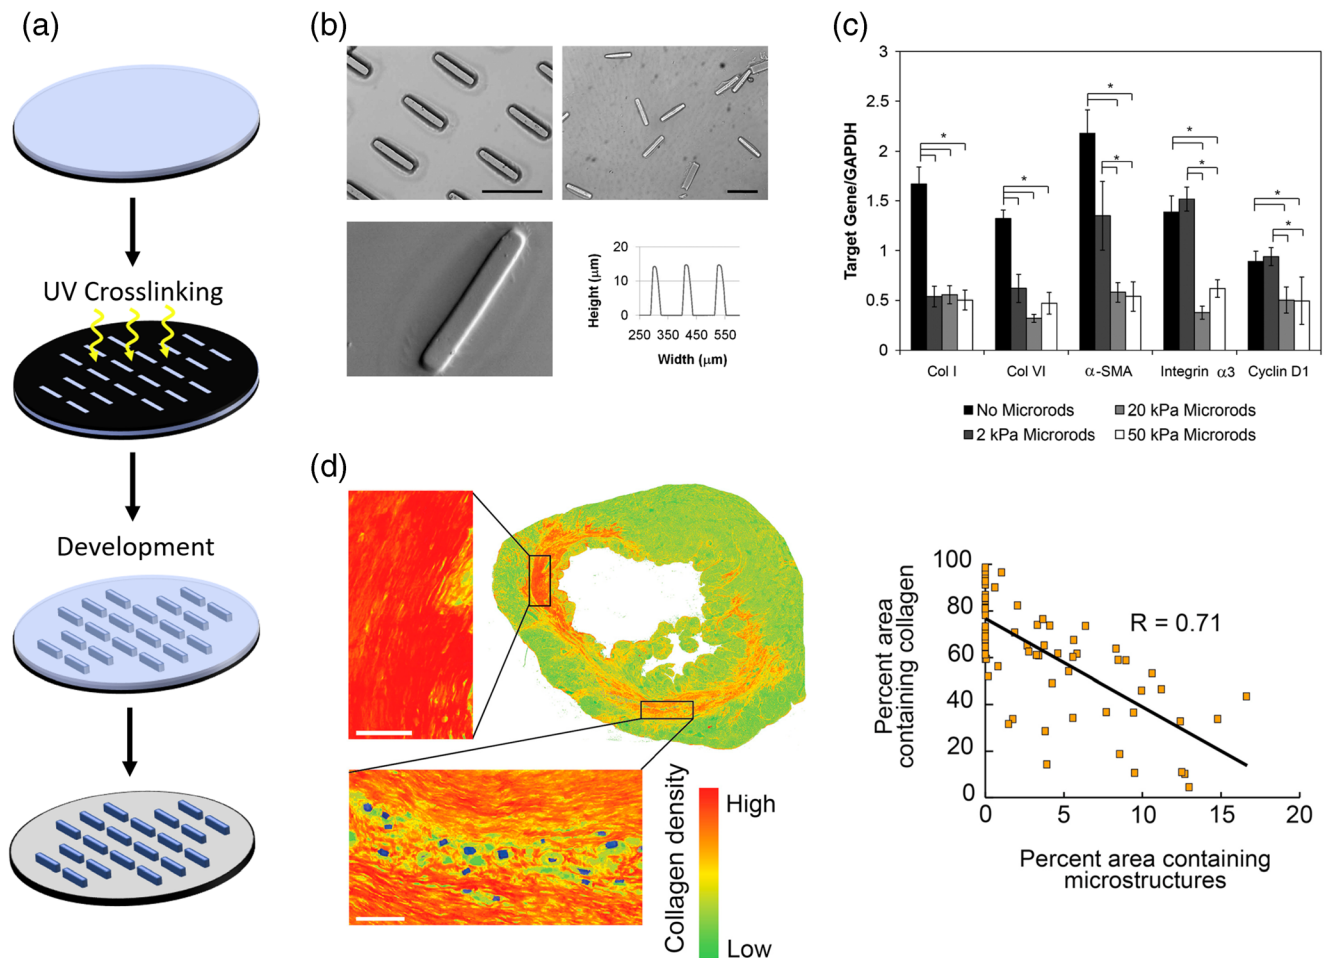 (a)
UV Crosslinking
Development
(b)
Height (µm)
20
10
0
250
350
450
550
Width (µm)
(c)
Target Gene/GAPDH
3
2.5
2
1.5
1
0.5
0
*
*
*
*
*
*
*
*
Col I
Col VI
α-SMA
Integrin α3
Cyclin D1
No Microrods
20 kPa Microrods
2 kPa Microrods
50 kPa Microrods
(d)
Collagen density
High
Low
Percent area
containing collagen
100
80
60
40
20
0
R = 0.71
0
5
10
15
20
Percent area containing
microstructures